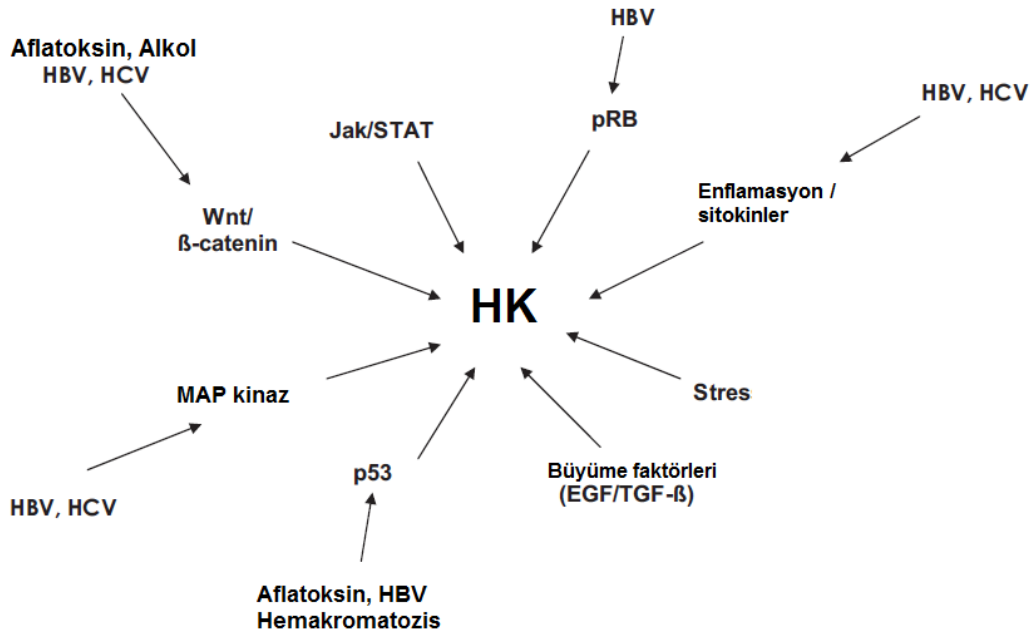 HBV
Aflatoksin, Alkol
HBV, HCV
HBV, HCV
Jak/STAT
pRB
Enflamasyon /
sitokinler
Wnt/
ß-catenin
HK
MAP kinaz
Stres
p53
Büyüme faktörleri
(EGF/TGF-ß)
HBV, HCV
Aflatoksin, HBV
Hemakromatozis